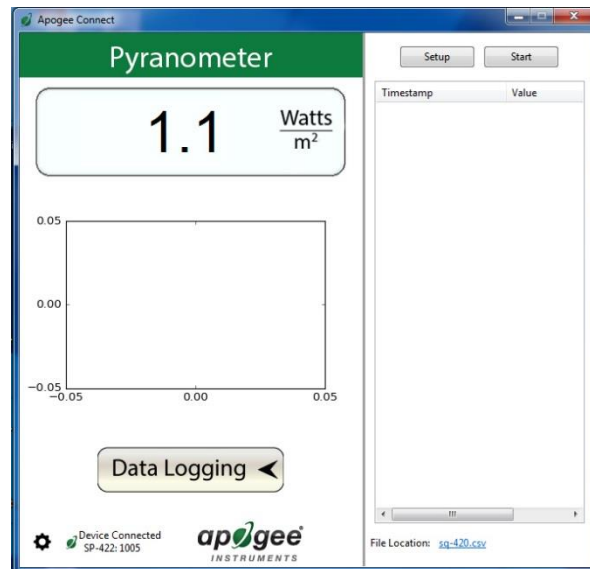 Apogee Connect
Pyranometer
1.1 Watts
m²
0.05
0.00
−0.05
−0.05 0.00 0.05
Data Logging
Device Connected
SP-422: 1005
apogee
INSTRUMENTS
Setup Start
Timestamp Value
File Location: sq-420.csv